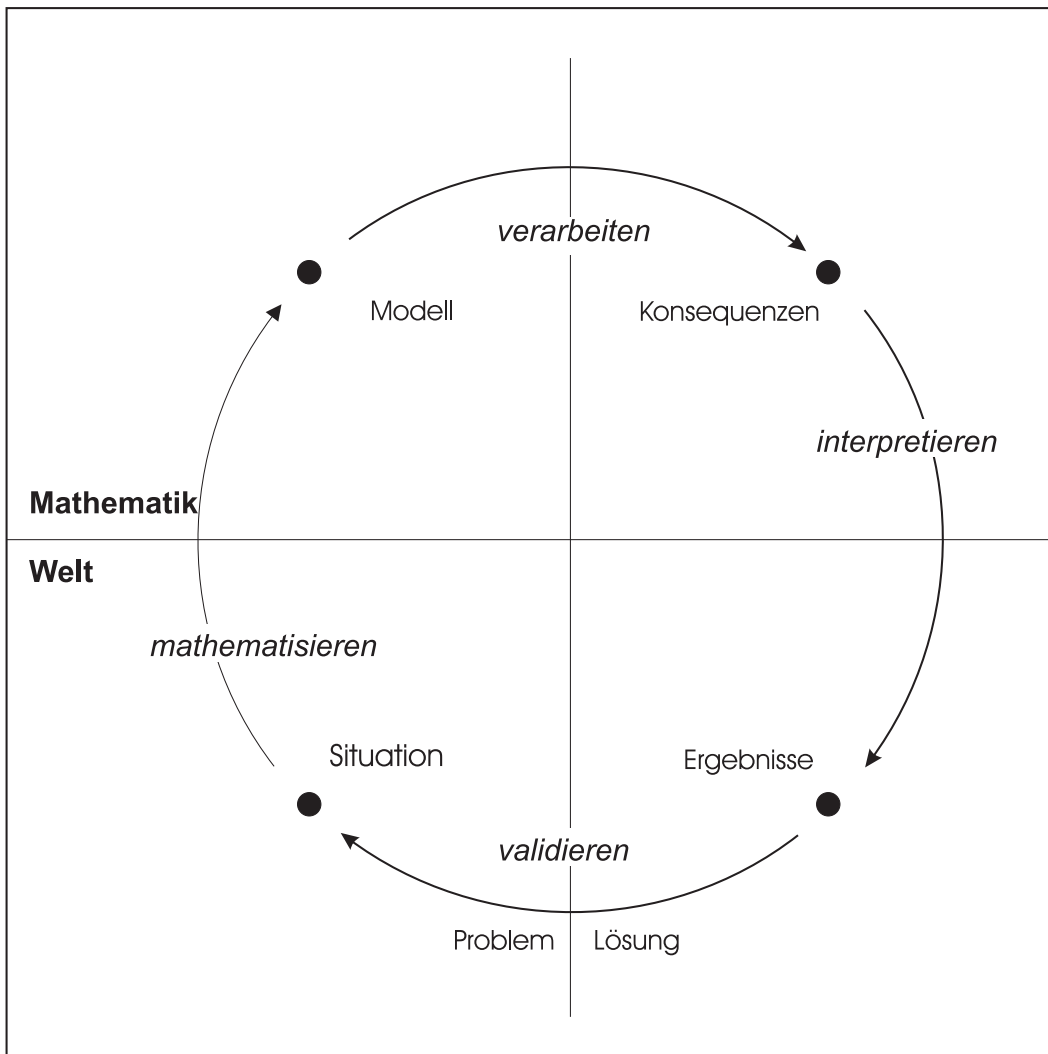 verarbeiten
Modell
Konsequenzen
interpretieren
Mathematik
Welt
mathematisieren
Situation
Ergebnisse
validieren
Problem
Lösung